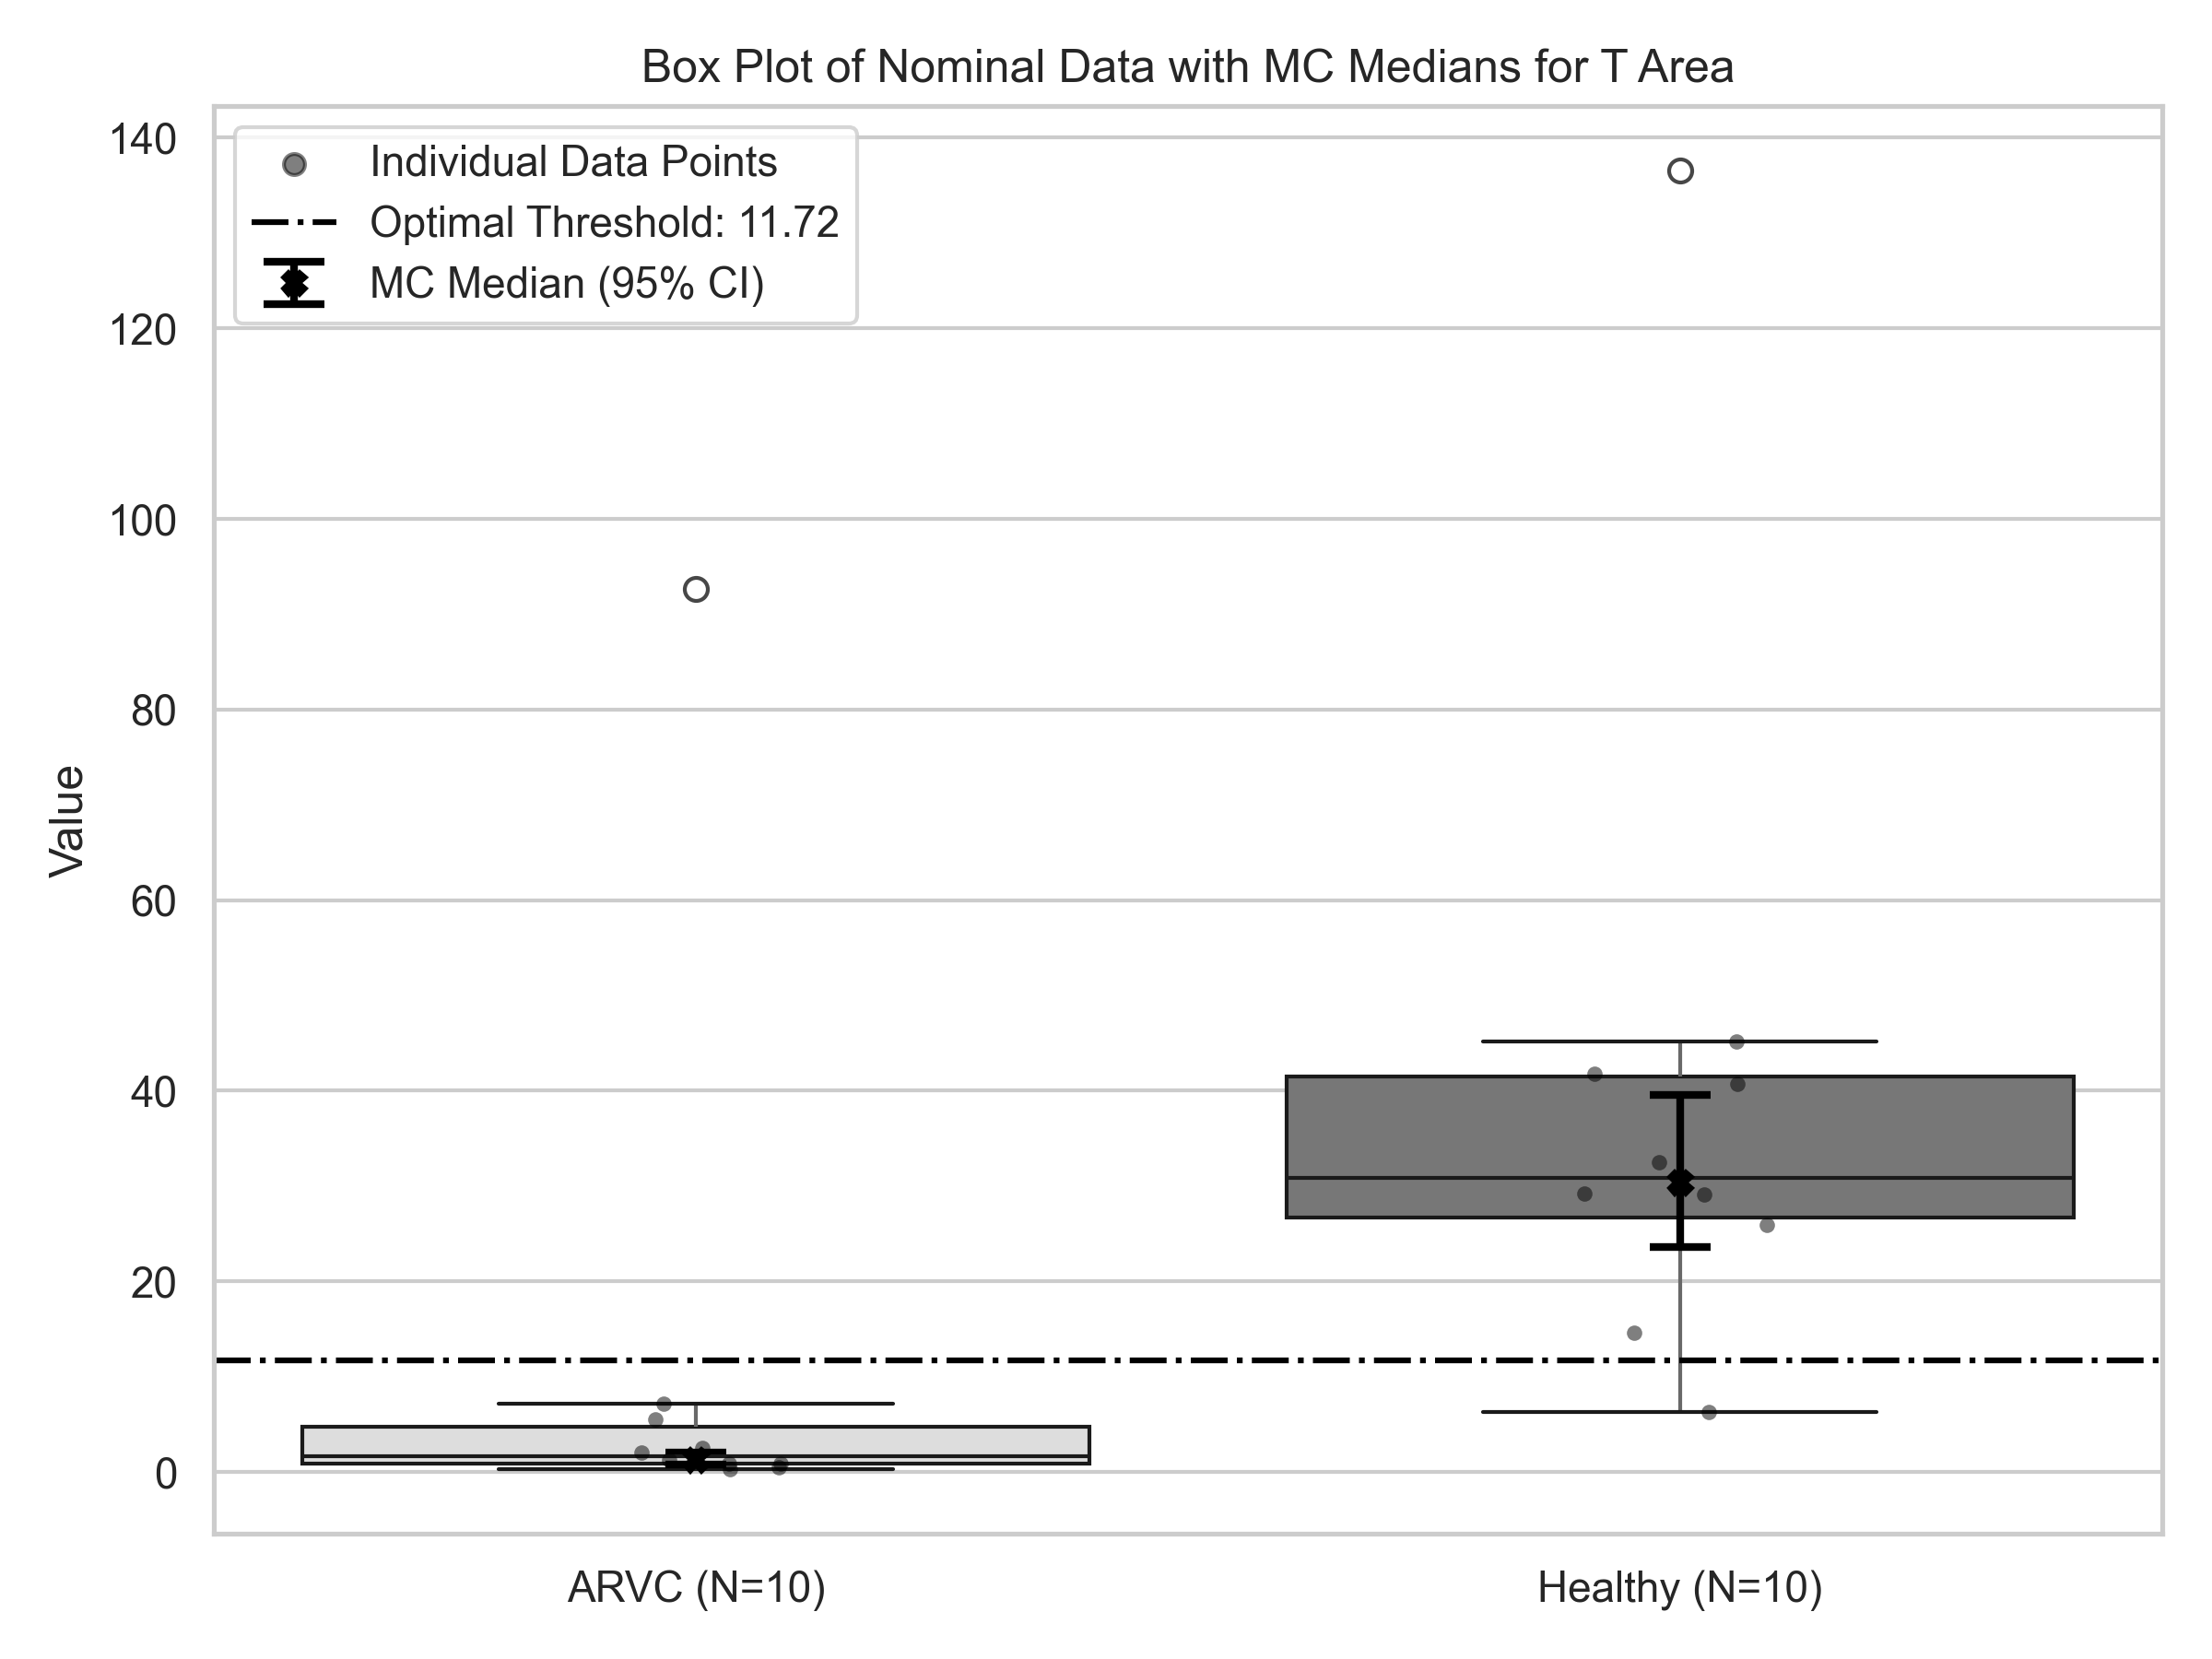 Box Plot of Nominal Data with MC Medians for T Area
Individual Data Points
Optimal Threshold: 11.72
MC Median (95% CI)
140
120
100
80
60
40
20
0
Value
ARVC (N=10)
Healthy (N=10)